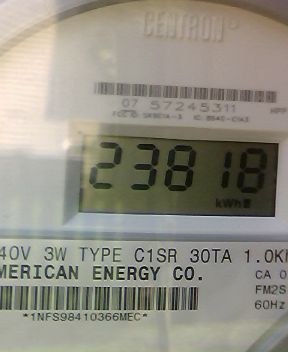 CENTRON®
07 57245311
23818
kWh
40V 3W TYPE C1SR 30TA 1.0K
MERICAN ENERGY CO.
CA 0
FM2S
60Hz
*1NFS98410366MEC*